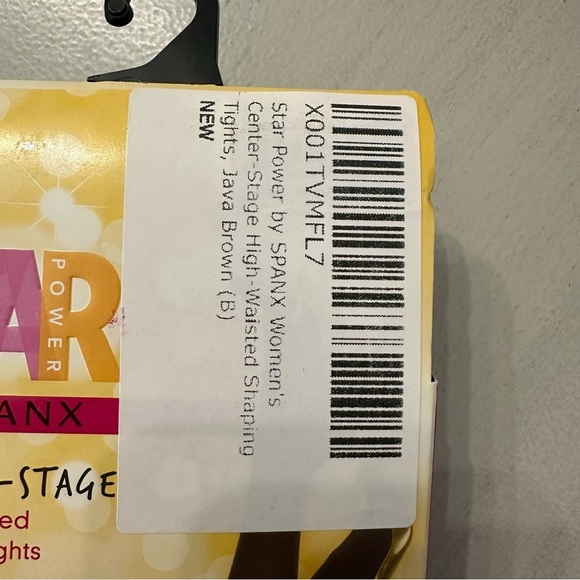 X001TVMFL7
Star Power by SPANX Women's
Center-Stage High-Waisted Shaping
Tights, Java Brown (B)
NEW
AR
POWER
ANX
-STAGE
ed
ghts